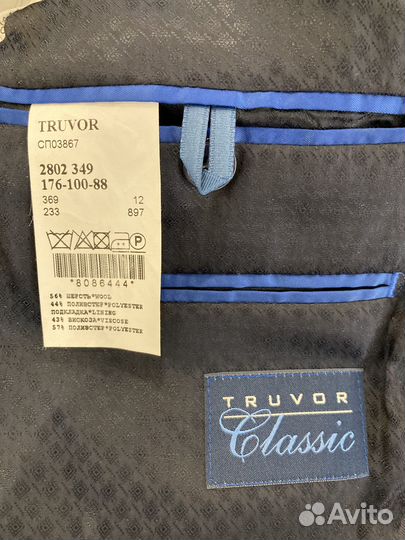 TRUVOR
СП03867
2802 349
176-100-88
369 12
233 897
P
*8086444*
56% ШЕРСТЬ*WOOL
44% ПОЛИЭСТЕР*POLYESTER
ПОДКЛАДКА*LINING
43% ВИСКОЗА*VISCOSE
57% ПОЛИЭСТЕР*POLYESTER
TRUVOR
Classic
Avito